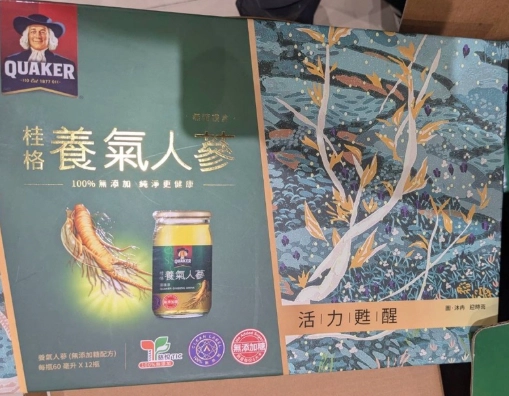 QUAKER
桂格
養氣人蔘
100% 無添加 純淨更健康
QUAKER
養氣人蔘
養氣人蔘 (無添加糖配方)
每瓶60 毫升 X 12瓶
無添加糖
活力甦醒